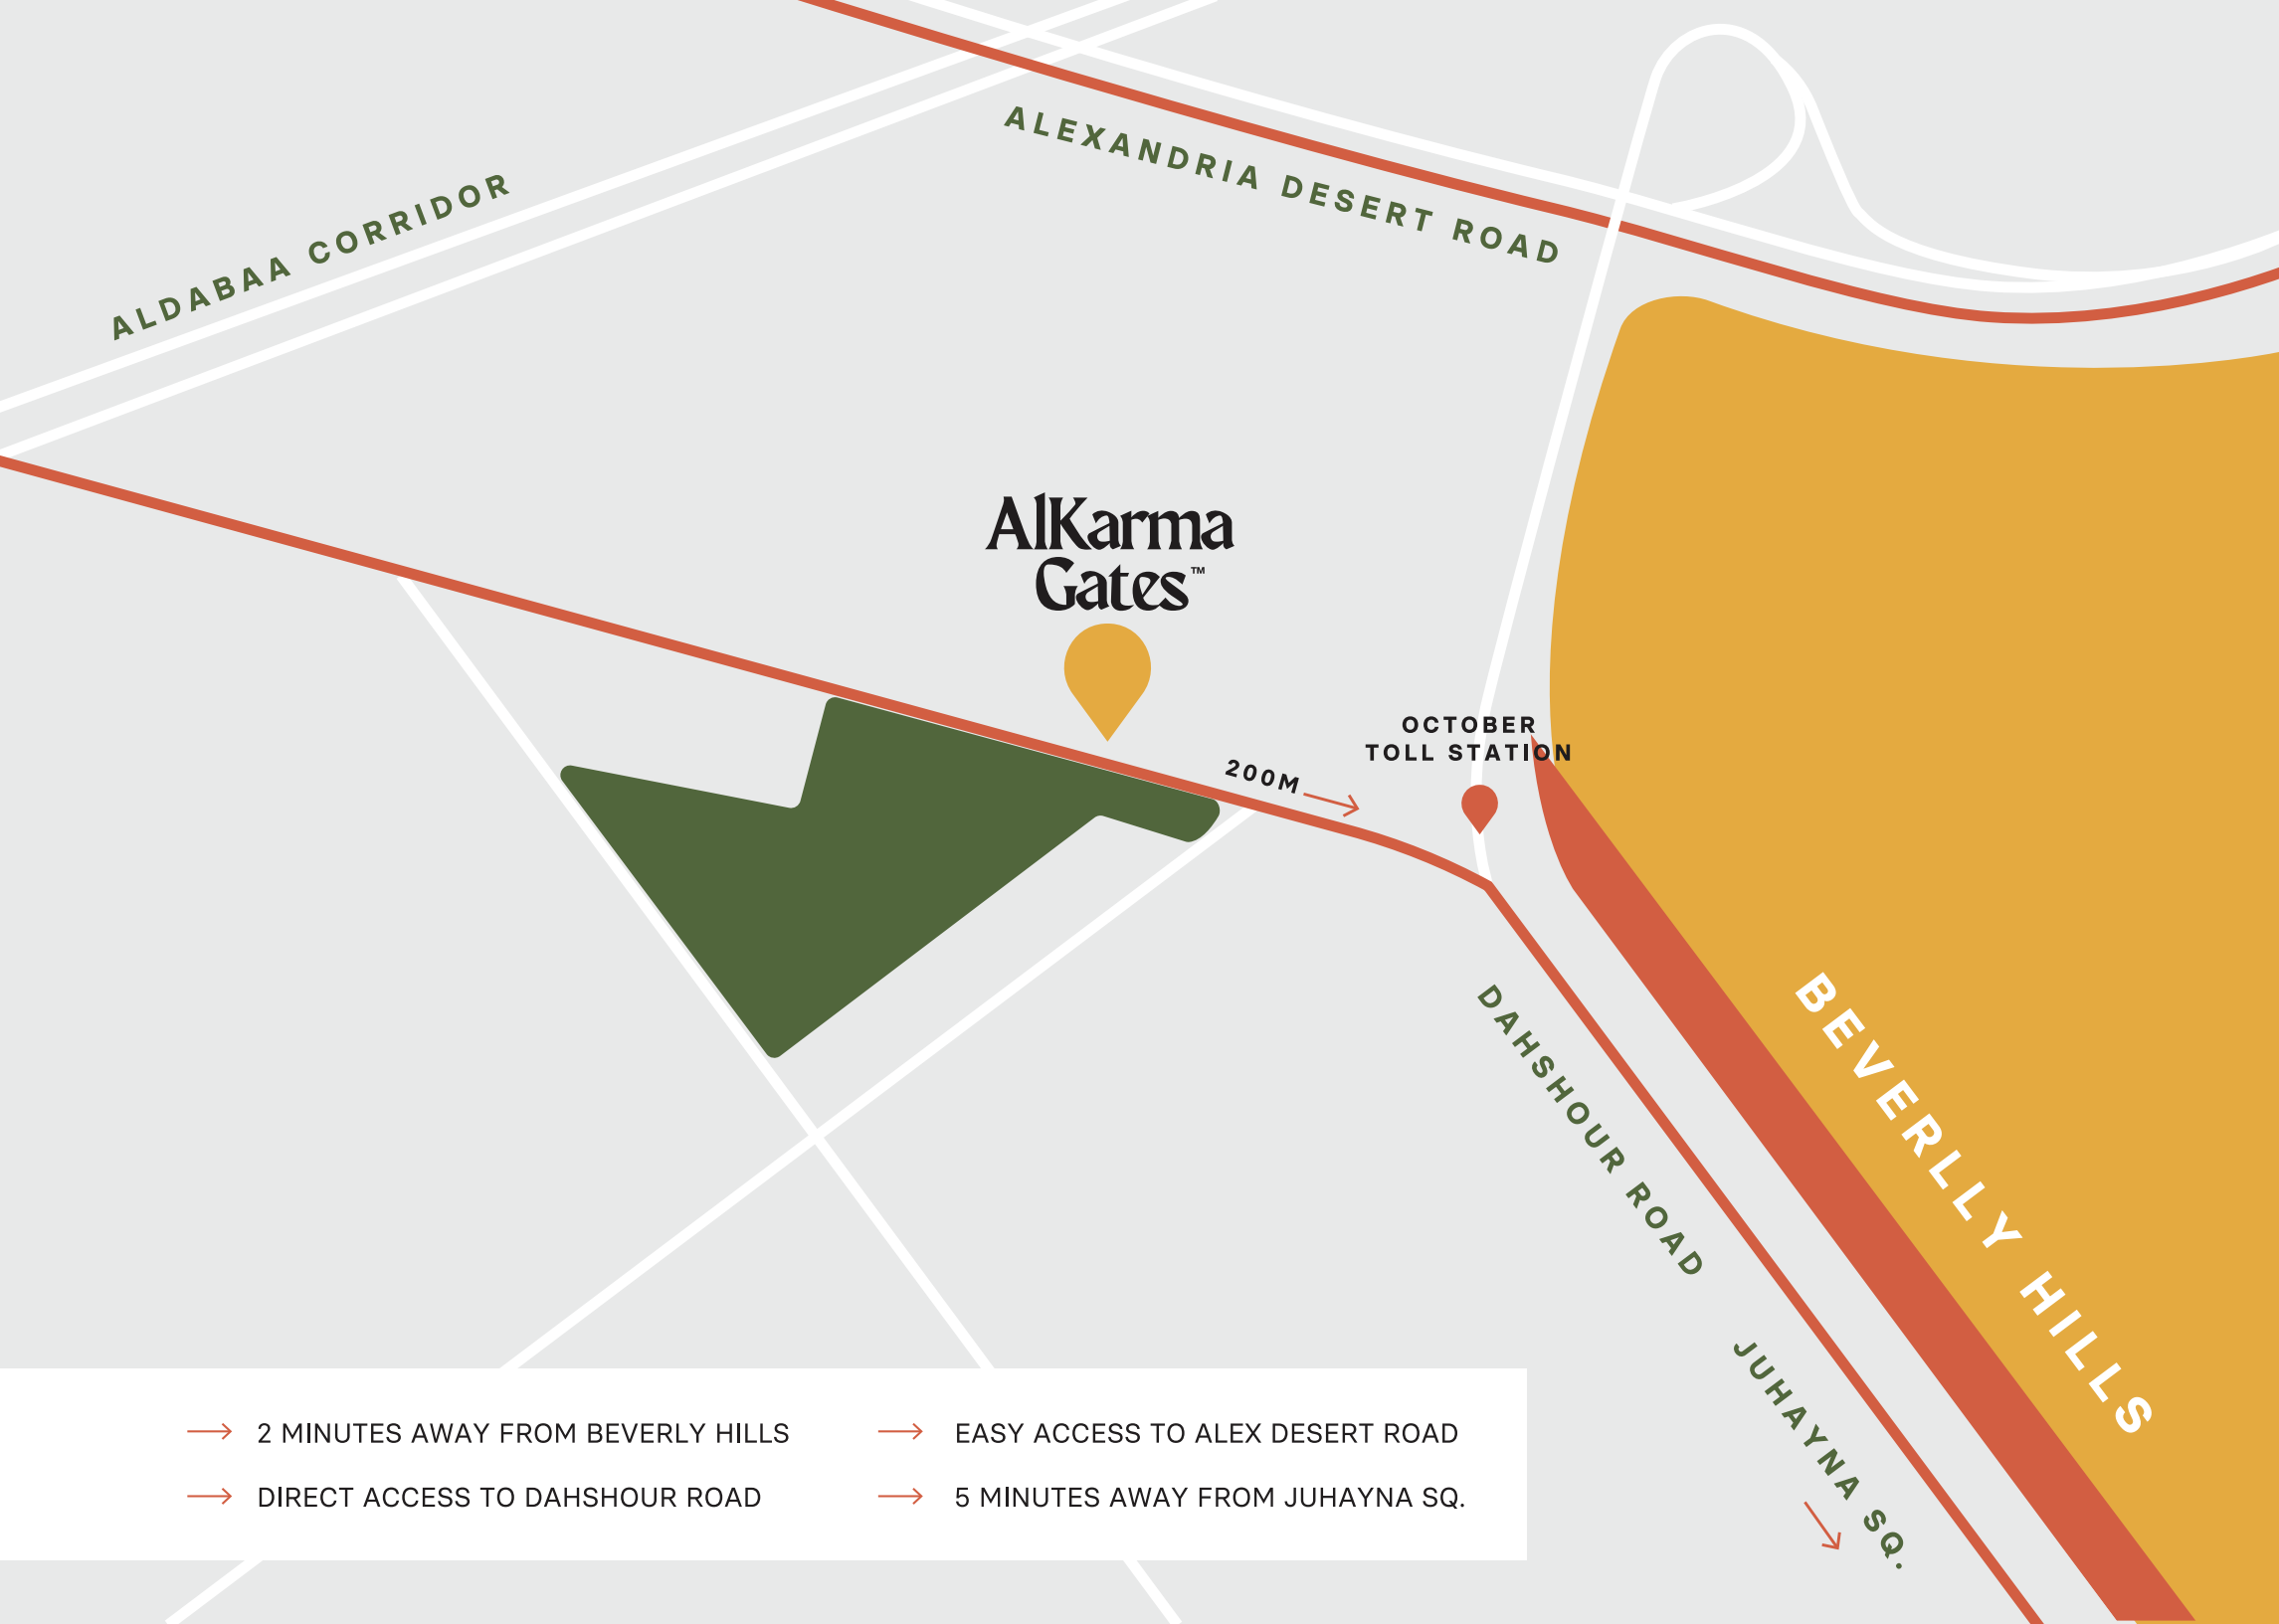 ALEXANDRIA DESERT ROAD
ALDABAA CORRIDOR
AlKarma
Gates™
OCTOBER
TOLL STATION
200M
DAHSHOUR ROAD
BEVERLLY HILLS
JUHAYNA SQ.
2 MINUTES AWAY FROM BEVERLY HILLS
DIRECT ACCESS TO DAHSHOUR ROAD
EASY ACCESS TO ALEX DESERT ROAD
5 MINUTES AWAY FROM JUHAYNA SQ.